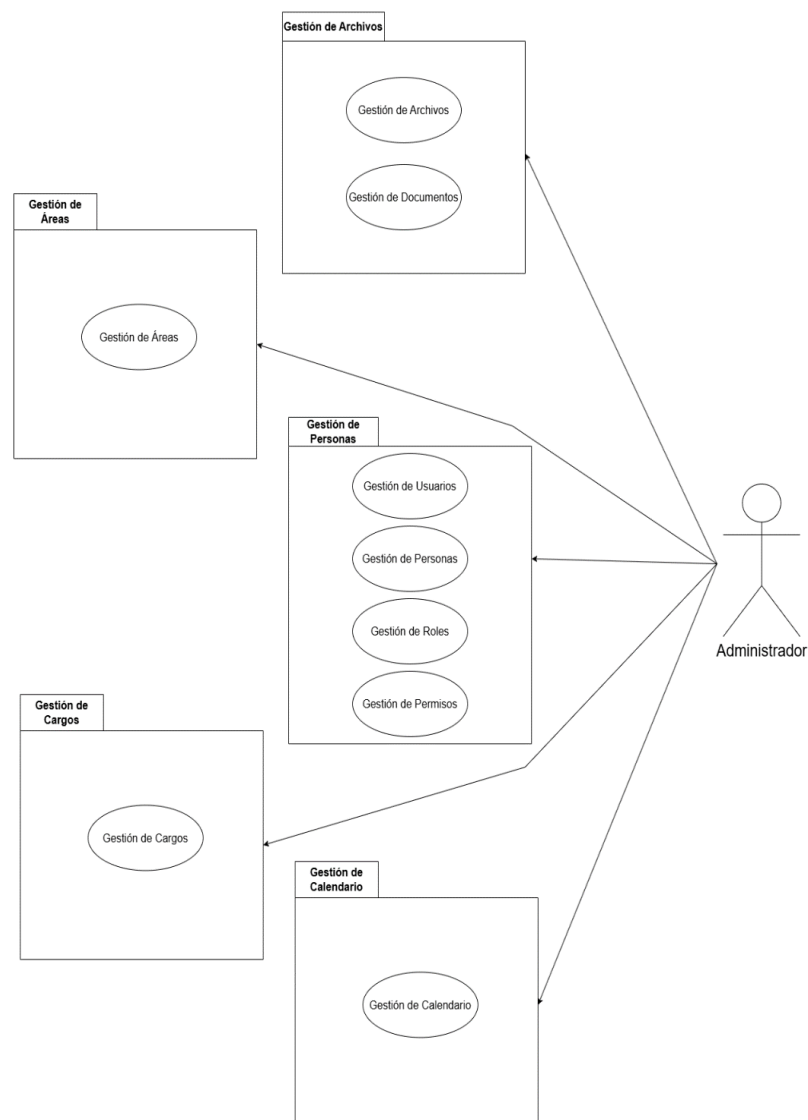 Gestión de Archivos
Gestión de Archivos
Gestión de Documentos
Gestión de
Áreas
Gestión de Áreas
Gestión de
Personas
Gestión de Usuarios
Gestión de Personas
Gestión de Roles
Gestión de Permisos
Administrador
Gestión de
Cargos
Gestión de Cargos
Gestión de
Calendario
Gestión de Calendario